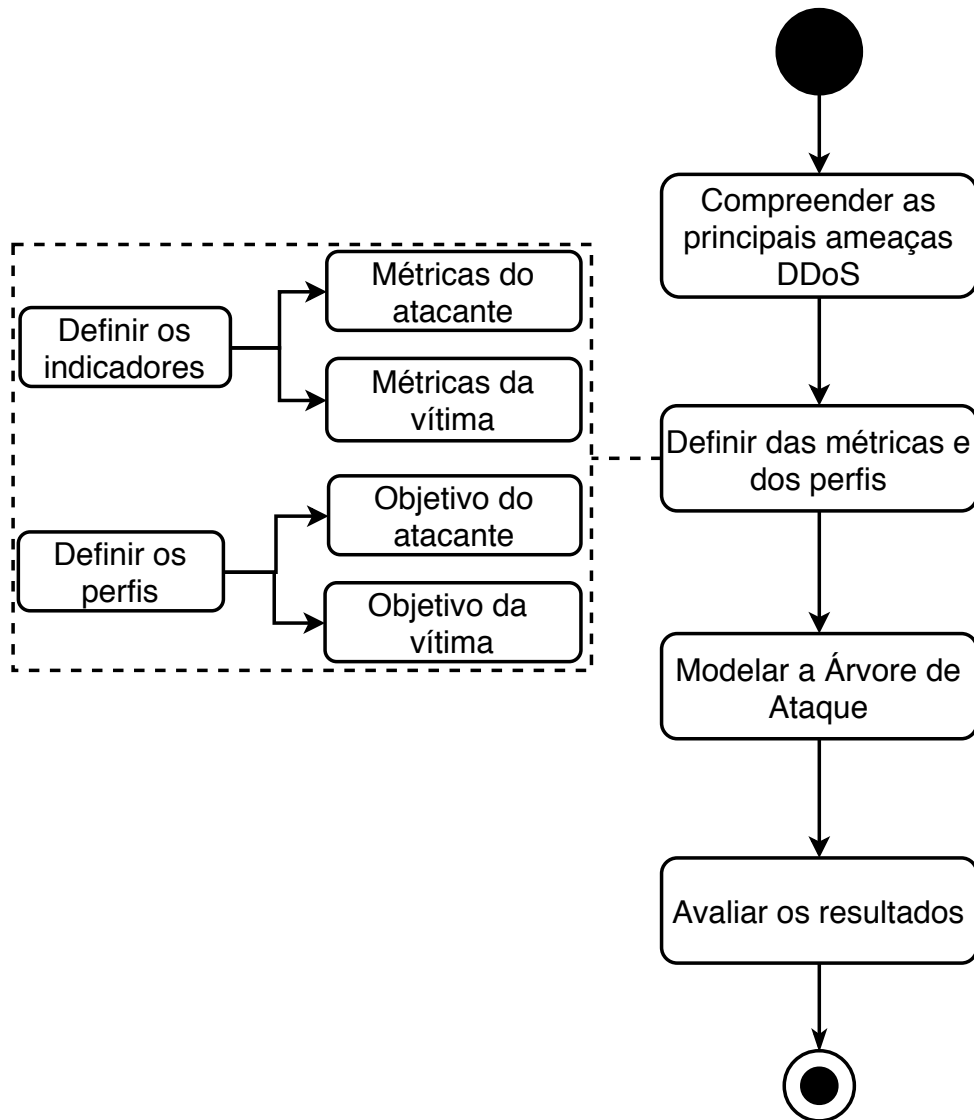 Compreender as
principais ameaças
DDoS
Definir os
indicadores
Métricas do
atacante
Métricas da
vítima
Definir das métricas e
dos perfis
Definir os
perfis
Objetivo do
atacante
Objetivo da
vítima
Modelar a Árvore de
Ataque
Avaliar os resultados